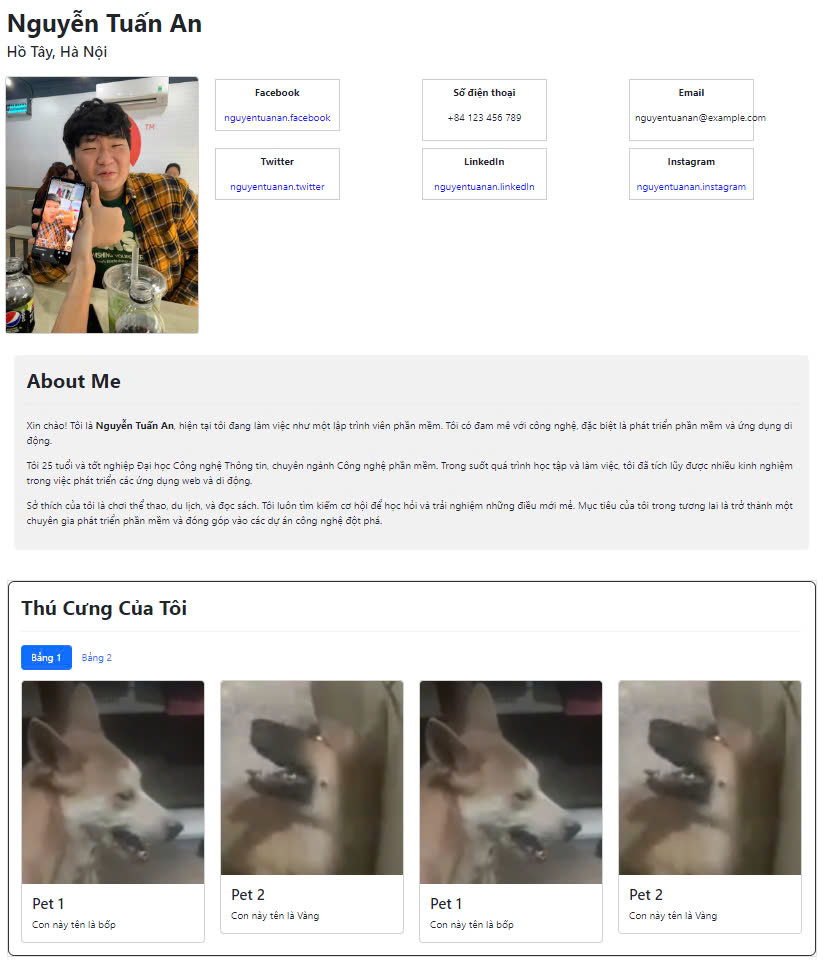 Nguyễn Tuấn An
Hồ Tây, Hà Nội
Facebook
nguyentuanan.facebook
Số điện thoại
+84 123 456 789
Email
nguyentuanan@example.com
Twitter
nguyentuanan.twitter
LinkedIn
nguyentuanan.linkedIn
Instagram
nguyentuanan.instagram
TM
About Me
Xin chào! Tôi là Nguyễn Tuấn An, hiện tại tôi đang làm việc như một lập trình viên phần mềm. Tôi có đam mê với công nghệ, đặc biệt là phát triển phần mềm và ứng dụng di
động.
Tôi 25 tuổi và tốt nghiệp Đại học Công nghệ Thông tin, chuyên ngành Công nghệ phần mềm. Trong suốt quá trình học tập và làm việc, tôi đã tích lũy được nhiều kinh nghiệm
trong việc phát triển các ứng dụng web và di động.
Sở thích của tôi là chơi thể thao, du lịch, và đọc sách. Tôi luôn tìm kiếm cơ hội để học hỏi và trải nghiệm những điều mới mẻ. Mục tiêu của tôi trong tương lai là trở thành một
chuyên gia phát triển phần mềm và đóng góp vào các dự án công nghệ đột phá.
Thú Cưng Của Tôi
Bảng 1
Bảng 2
Pet 1
Con này tên là bốp
Pet 2
Con này tên là Vàng
Pet 1
Con này tên là bốp
Pet 2
Con này tên là Vàng